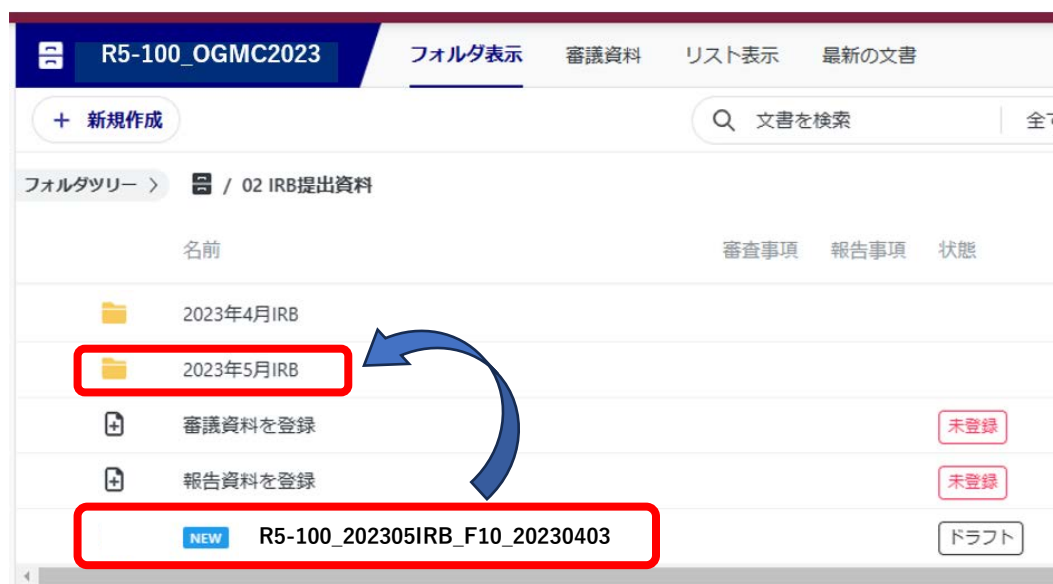 R5-100_OGMC2023 フォルダ表示 審議資料 リスト表示 最新の文書
+ 新規作成 文書を検索 全て
フォルダツリー 〉 / 02 IRB提出資料
名前 審査事項 報告事項 状態
2023年4月IRB
2023年5月IRB
審議資料を登録 未登録
報告資料を登録 未登録
NEW R5-100_202305IRB_F10_20230403 ドラフト